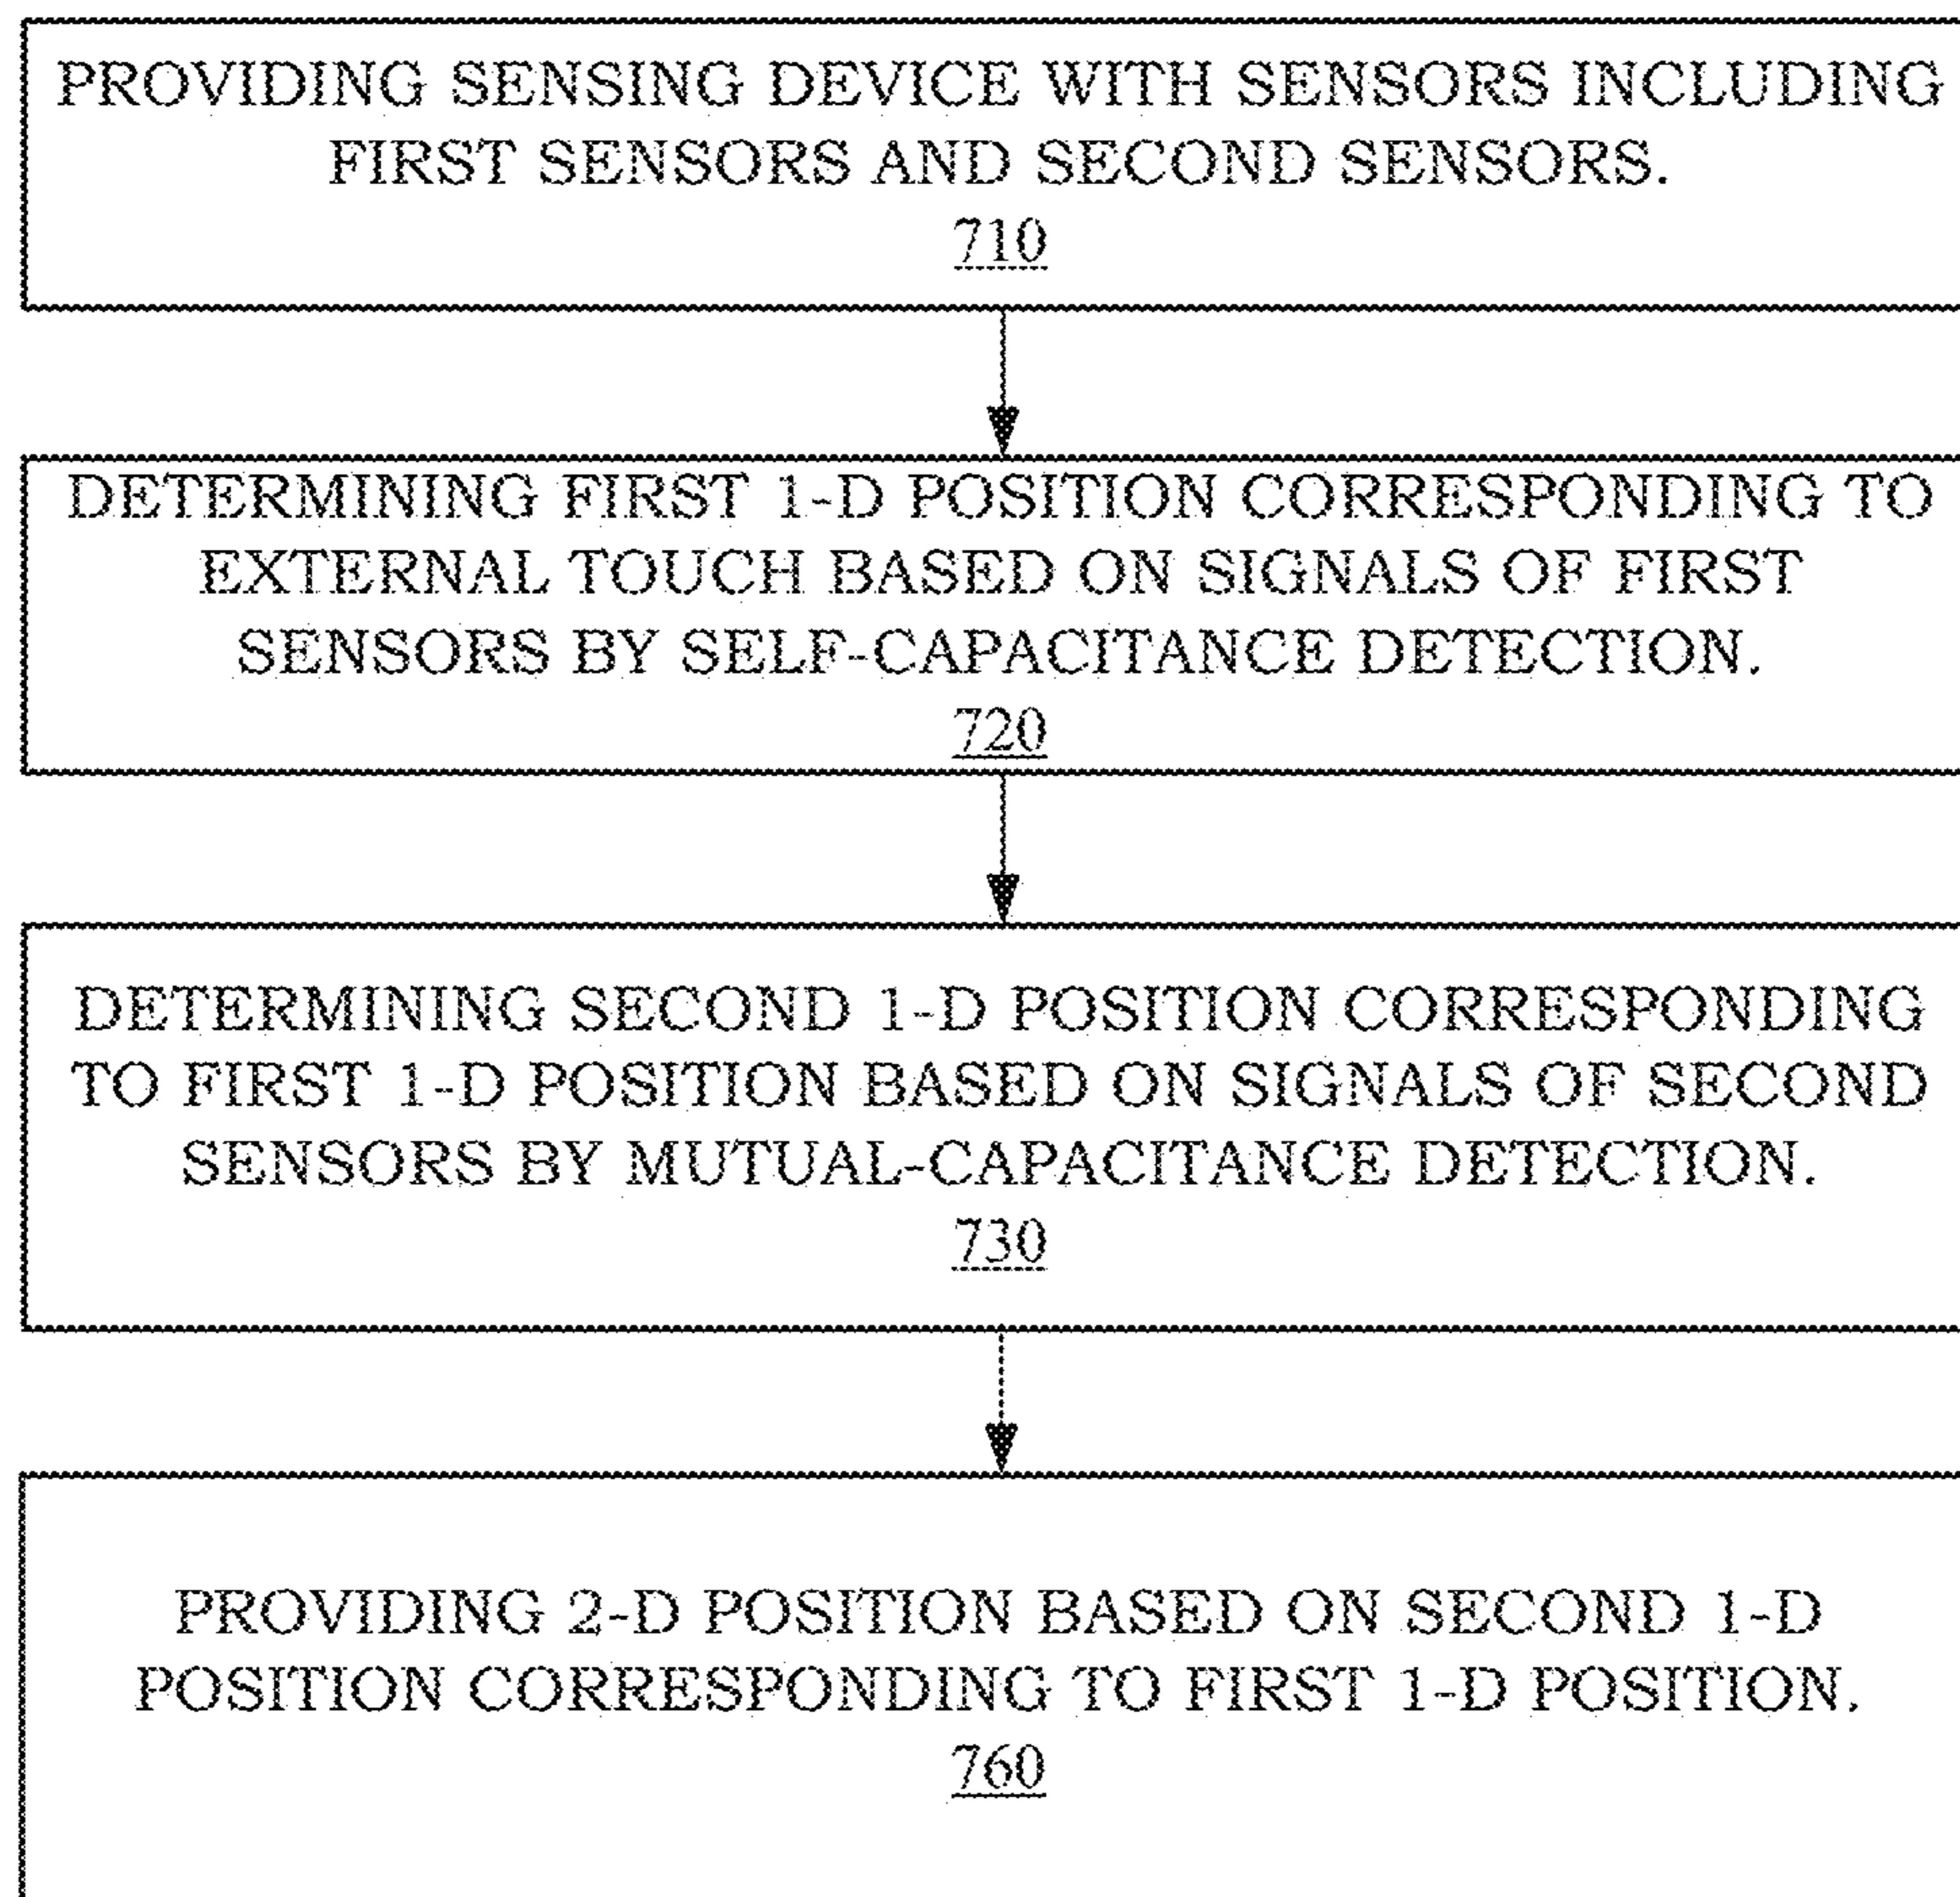 PROVIDING SENSING DEVICE WITH SENSORS INCLUDING
FIRST SENSORS AND SECOND SENSORS.
710
DETERMINING FIRST 1-D POSITION CORRESPONDING TO
EXTERNAL TOUCH BASED ON SIGNALS OF FIRST
SENSORS BY SELF-CAPACITANCE DETECTION.
720
DETERMINING SECOND 1-D POSITION CORRESPONDING
TO FIRST 1-D POSITION BASED ON SIGNALS OF SECOND
SENSORS BY MUTUAL-CAPACITANCE DETECTION.
730
PROVIDING 2-D POSITION BASED ON SECOND 1-D
POSITION CORRESPONDING TO FIRST 1-D POSITION.
760